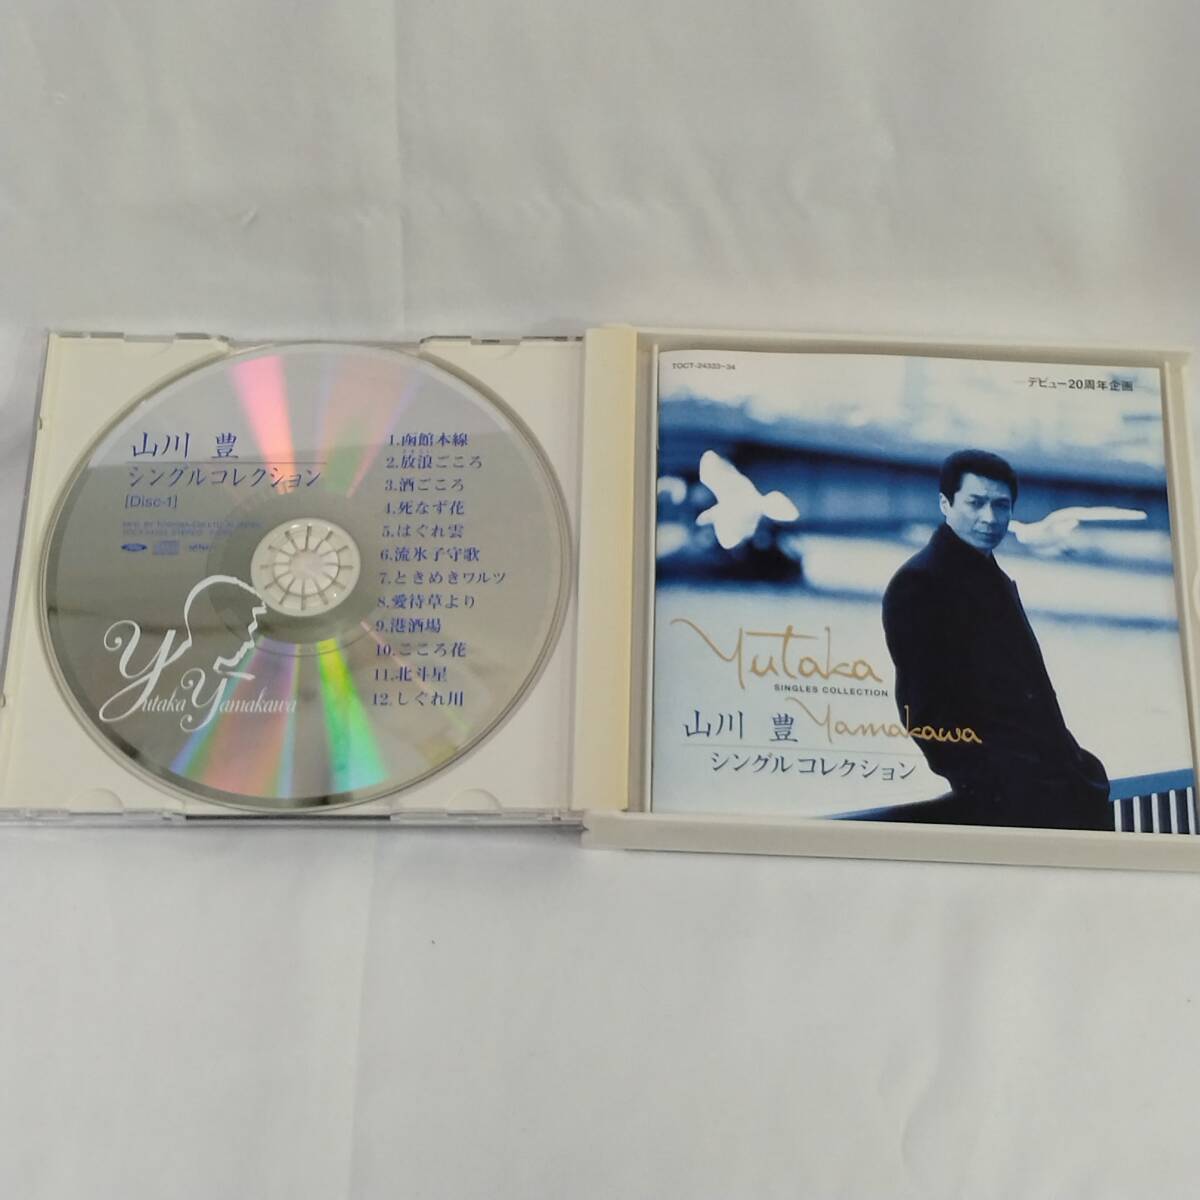 山川 豊
シングルコレクション
[Disc-1]
1.函館本線
2.放浪ごころ
3.酒ごころ
4.死なず花
5.はぐれ雲
6.流氷子守歌
7.ときめきワルツ
8.愛待草より
9.港酒場
10.こころ花
11.北斗星
12.しぐれ川
Yutaka Yamakawa
TOCT-24333~34
デビュー20周年企画
Yutaka
SINGLES COLLECTION
山川 豊 Yamakawa
シングルコレクション